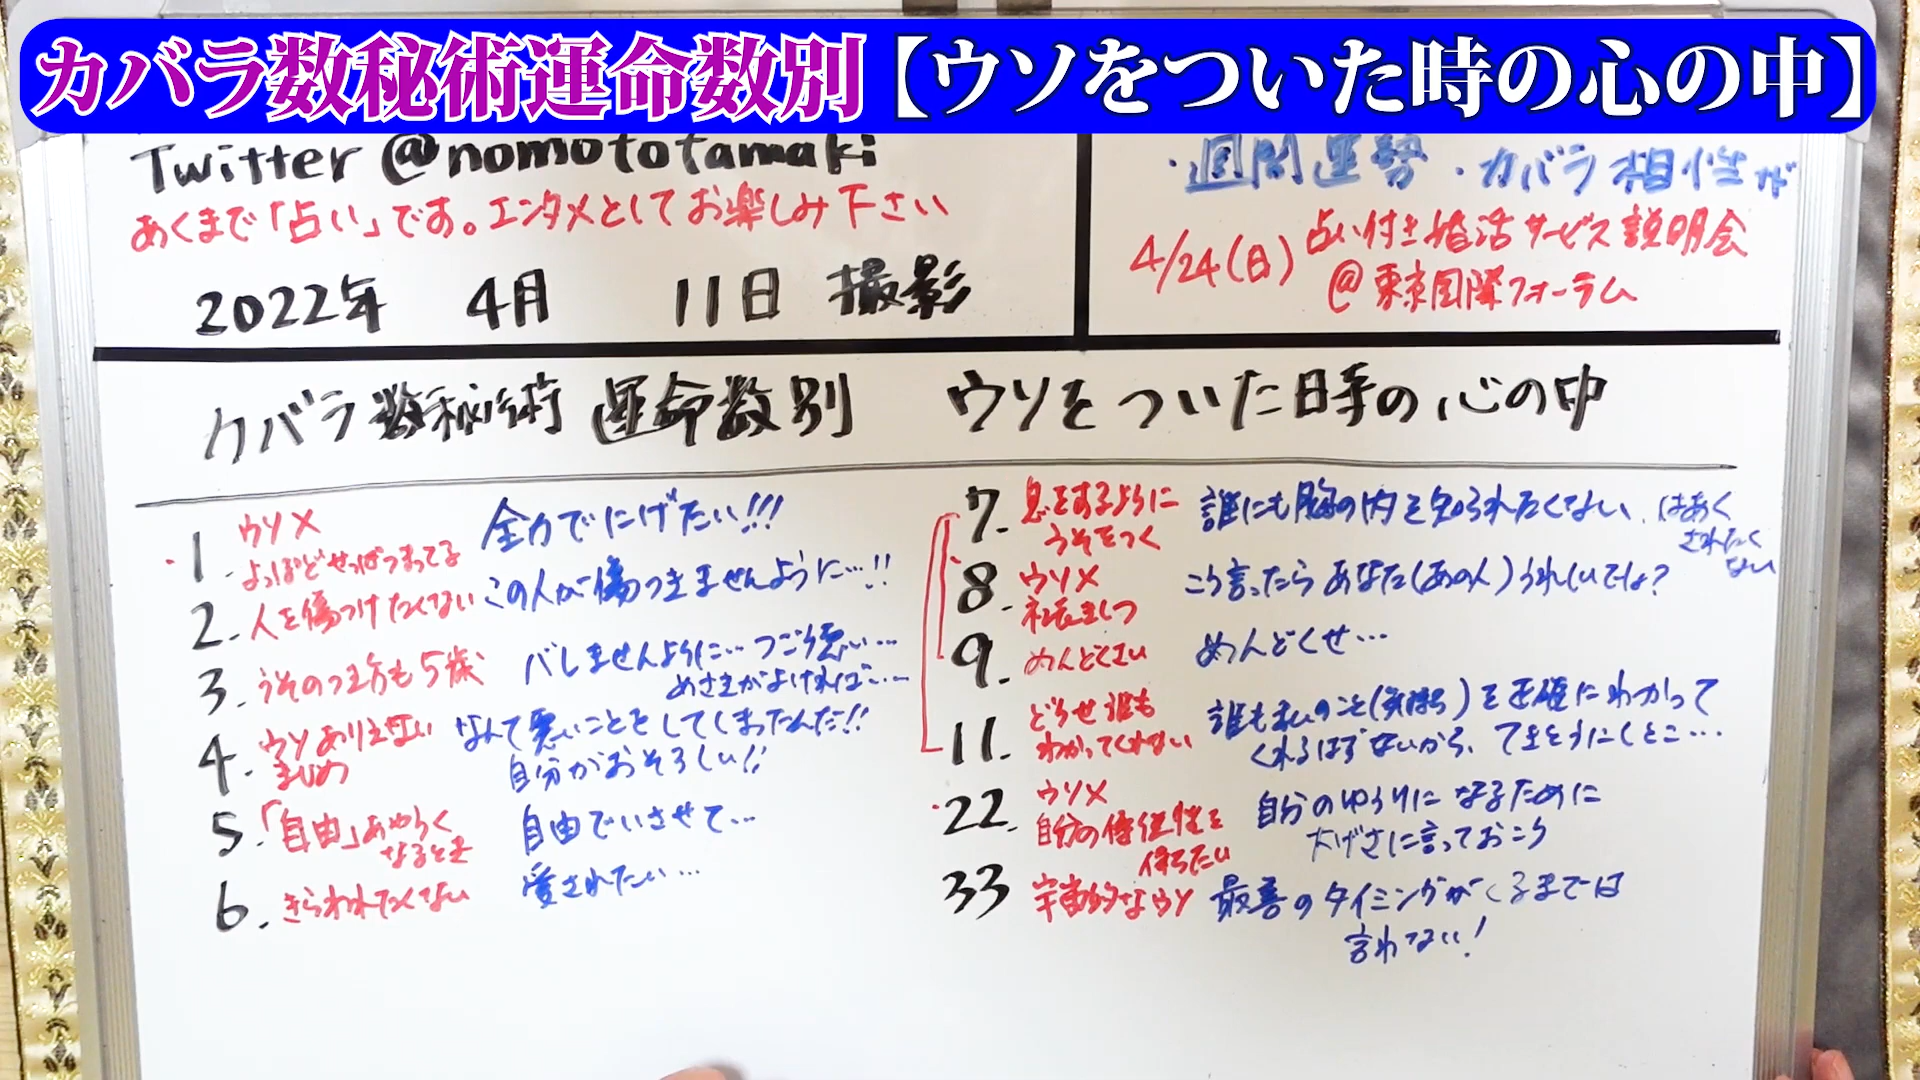 カバラ数秘術運命数別【ウソをついた時の心の中】
Twitter @nomototamaki
あくまで「占い」です。エンタメとしてお楽しみ下さい
2022年 4月 11日 撮影
・週間運勢 ・カバラ相性が
4/24(日) 占い付き婚活サービス説明会
@東京国際フォーラム
カバラ数秘術 運命数別 ウソをついた時の心の中
1. ウソ×
よっぽどせっぱつまってる
全力でにげたい!!!
2. 人を傷つけたくない
この人が傷つきませんように…!!
3. うそのつき方も5歳
バレませんように…つごう悪い…
めさきがよければ…
4. ウソありえない
まじめ
なんて悪いことをしてしまったんだ!!
自分がおそろしい!!
5. 「自由」あやうく
なるとき
自由でいさせて…
6. きらわれたくない
愛されたい…
7. 息をするように
うそをつく
誰にも胸の内を知られたくない、はあく
されたく
ない
8. ウソ×
社長きしつ
こう言ったらあなた(あの人)うれしいでしょ?
9. めんどくさい
めんどくせ…
11. どうせ誰も
わかってくれない
誰も私のこと(気持ち)を正確にわかって
くれるはずないから、てきとうにしとこ…
22. ウソ×
自分の優位性を
保ちたい
自分のゆうりになるために
大げさに言っておこう
33 宇宙的なウソ
最善のタイミングがくるまでは
言わない!